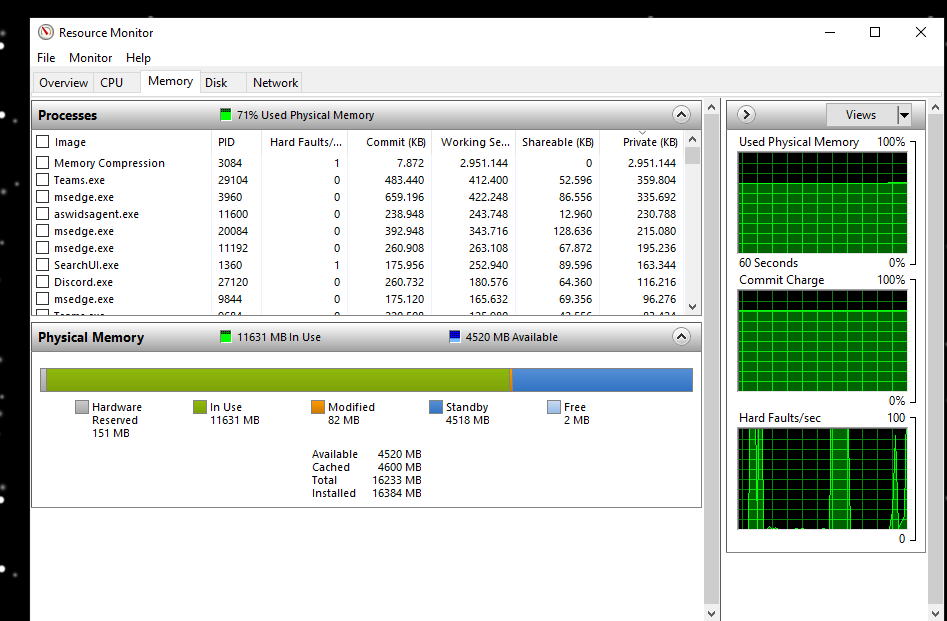 Resource Monitor
File Monitor Help
Overview CPU Memory Disk Network
Processes 71% Used Physical Memory
Image PID Hard Faults/... Commit (KB) Working Se... Shareable (KB) Private (KB)
Memory Compression 3084 1 7.872 2.951.144 0 2.951.144
Teams.exe 29104 0 483.440 412.400 52.596 359.804
msedge.exe 3960 0 659.196 422.248 86.556 335.692
aswidsagent.exe 11600 0 238.948 243.748 12.960 230.788
msedge.exe 20084 0 392.948 343.716 128.636 215.080
msedge.exe 11192 0 260.908 263.108 67.872 195.236
SearchUI.exe 1360 1 175.956 252.940 89.596 163.344
Discord.exe 27120 0 260.732 180.576 64.360 116.216
msedge.exe 9844 0 175.120 165.632 69.356 96.276
Physical Memory 11631 MB In Use 4520 MB Available
Hardware Reserved 151 MB
In Use 11631 MB
Modified 82 MB
Standby 4518 MB
Free 2 MB
Available 4520 MB
Cached 4600 MB
Total 16233 MB
Installed 16384 MB
Views
Used Physical Memory 100%
60 Seconds 0%
Commit Charge 100%
0%
Hard Faults/sec 100
0